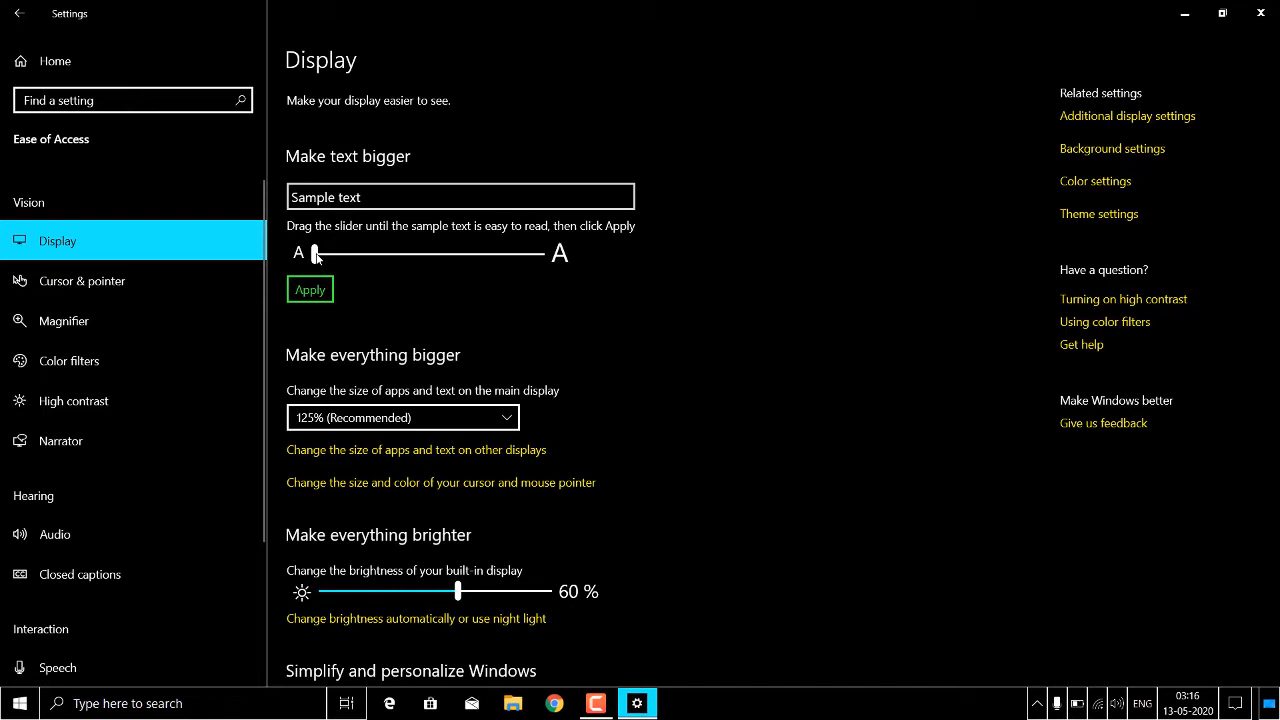 Settings
Home
Find a setting
Ease of Access
Vision
Display
Cursor & pointer
Magnifier
Color filters
High contrast
Narrator
Hearing
Audio
Closed captions
Interaction
Speech
Display
Make your display easier to see.
Make text bigger
Sample text
Drag the slider until the sample text is easy to read, then click Apply
A A
Apply
Make everything bigger
Change the size of apps and text on the main display
125% (Recommended)
Change the size of apps and text on other displays
Change the size and color of your cursor and mouse pointer
Make everything brighter
Change the brightness of your built-in display
60 %
Change brightness automatically or use night light
Simplify and personalize Windows
Related settings
Additional display settings
Background settings
Color settings
Theme settings
Have a question?
Turning on high contrast
Using color filters
Get help
Make Windows better
Give us feedback
Type here to search
ENG
03:16
13-05-2020